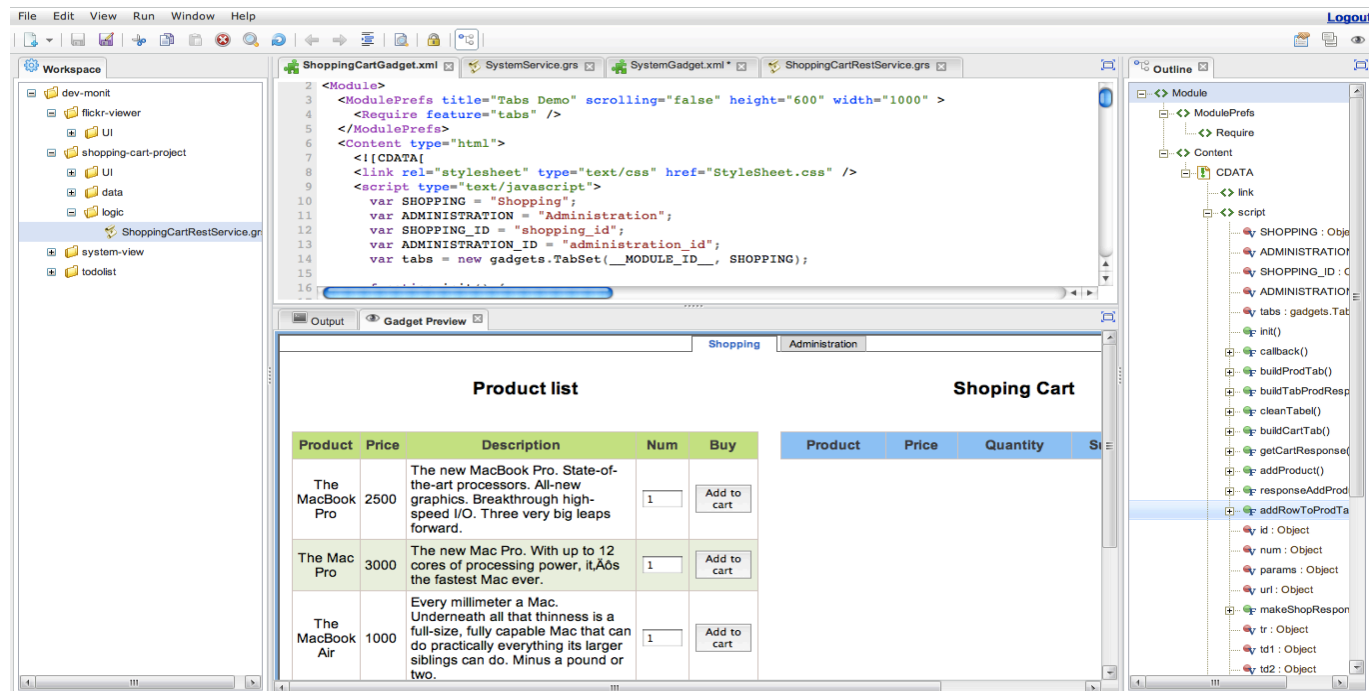 File Edit View Run Window Help
Logout
Workspace
dev-monit
flickr-viewer
UI
shopping-cart-project
UI
data
logic
ShoppingCartRestService.gr
system-view
todolist
ShoppingCartGadget.xml SystemService.grs SystemGadget.xml * ShoppingCartRestService.grs
2 <Module>
3 <ModulePrefs title="Tabs Demo" scrolling="false" height="600" width="1000" >
4 <Require feature="tabs" />
5 </ModulePrefs>
6 <Content type="html">
7 <![CDATA[
8 <link rel="stylesheet" type="text/css" href="StyleSheet.css" />
9 <script type="text/javascript">
10 var SHOPPING = "Shopping";
11 var ADMINISTRATION = "Administration";
12 var SHOPPING_ID = "shopping_id";
13 var ADMINISTRATION_ID = "administration_id";
14 var tabs = new gadgets.TabSet(__MODULE_ID__, SHOPPING);
15
16
Output Gadget Preview
Shopping Administration
Product list
Shoping Cart
Product Price Description Num Buy
Product Price Quantity Su
The MacBook Pro
2500
The new MacBook Pro. State-of-
the-art processors. All-new
graphics. Breakthrough high-
speed I/O. Three very big leaps
forward.
1
Add to
cart
The Mac
Pro
3000
The new Mac Pro. With up to 12
cores of processing power, it‚Äôs
the fastest Mac ever.
1
Add to
cart
The
MacBook
Air
1000
Every millimeter a Mac.
Underneath all that thinness is a
full-size, fully capable Mac that can
do practically everything its larger
siblings can do. Minus a pound or
two.
1
Add to
cart
Outline
Module
ModulePrefs
Require
Content
CDATA
link
script
SHOPPING : Obje
ADMINISTRATION
SHOPPING_ID : O
ADMINISTRATION
tabs : gadgets.Tab
init()
callback()
buildProdTab()
buildTabProdResp
cleanTabel()
buildCartTab()
getCartResponse(
addProduct()
responseAddProd
addRowToProdTa
id : Object
num : Object
params : Object
url : Object
makeShopRespon
tr : Object
td1 : Object
td2 : Object